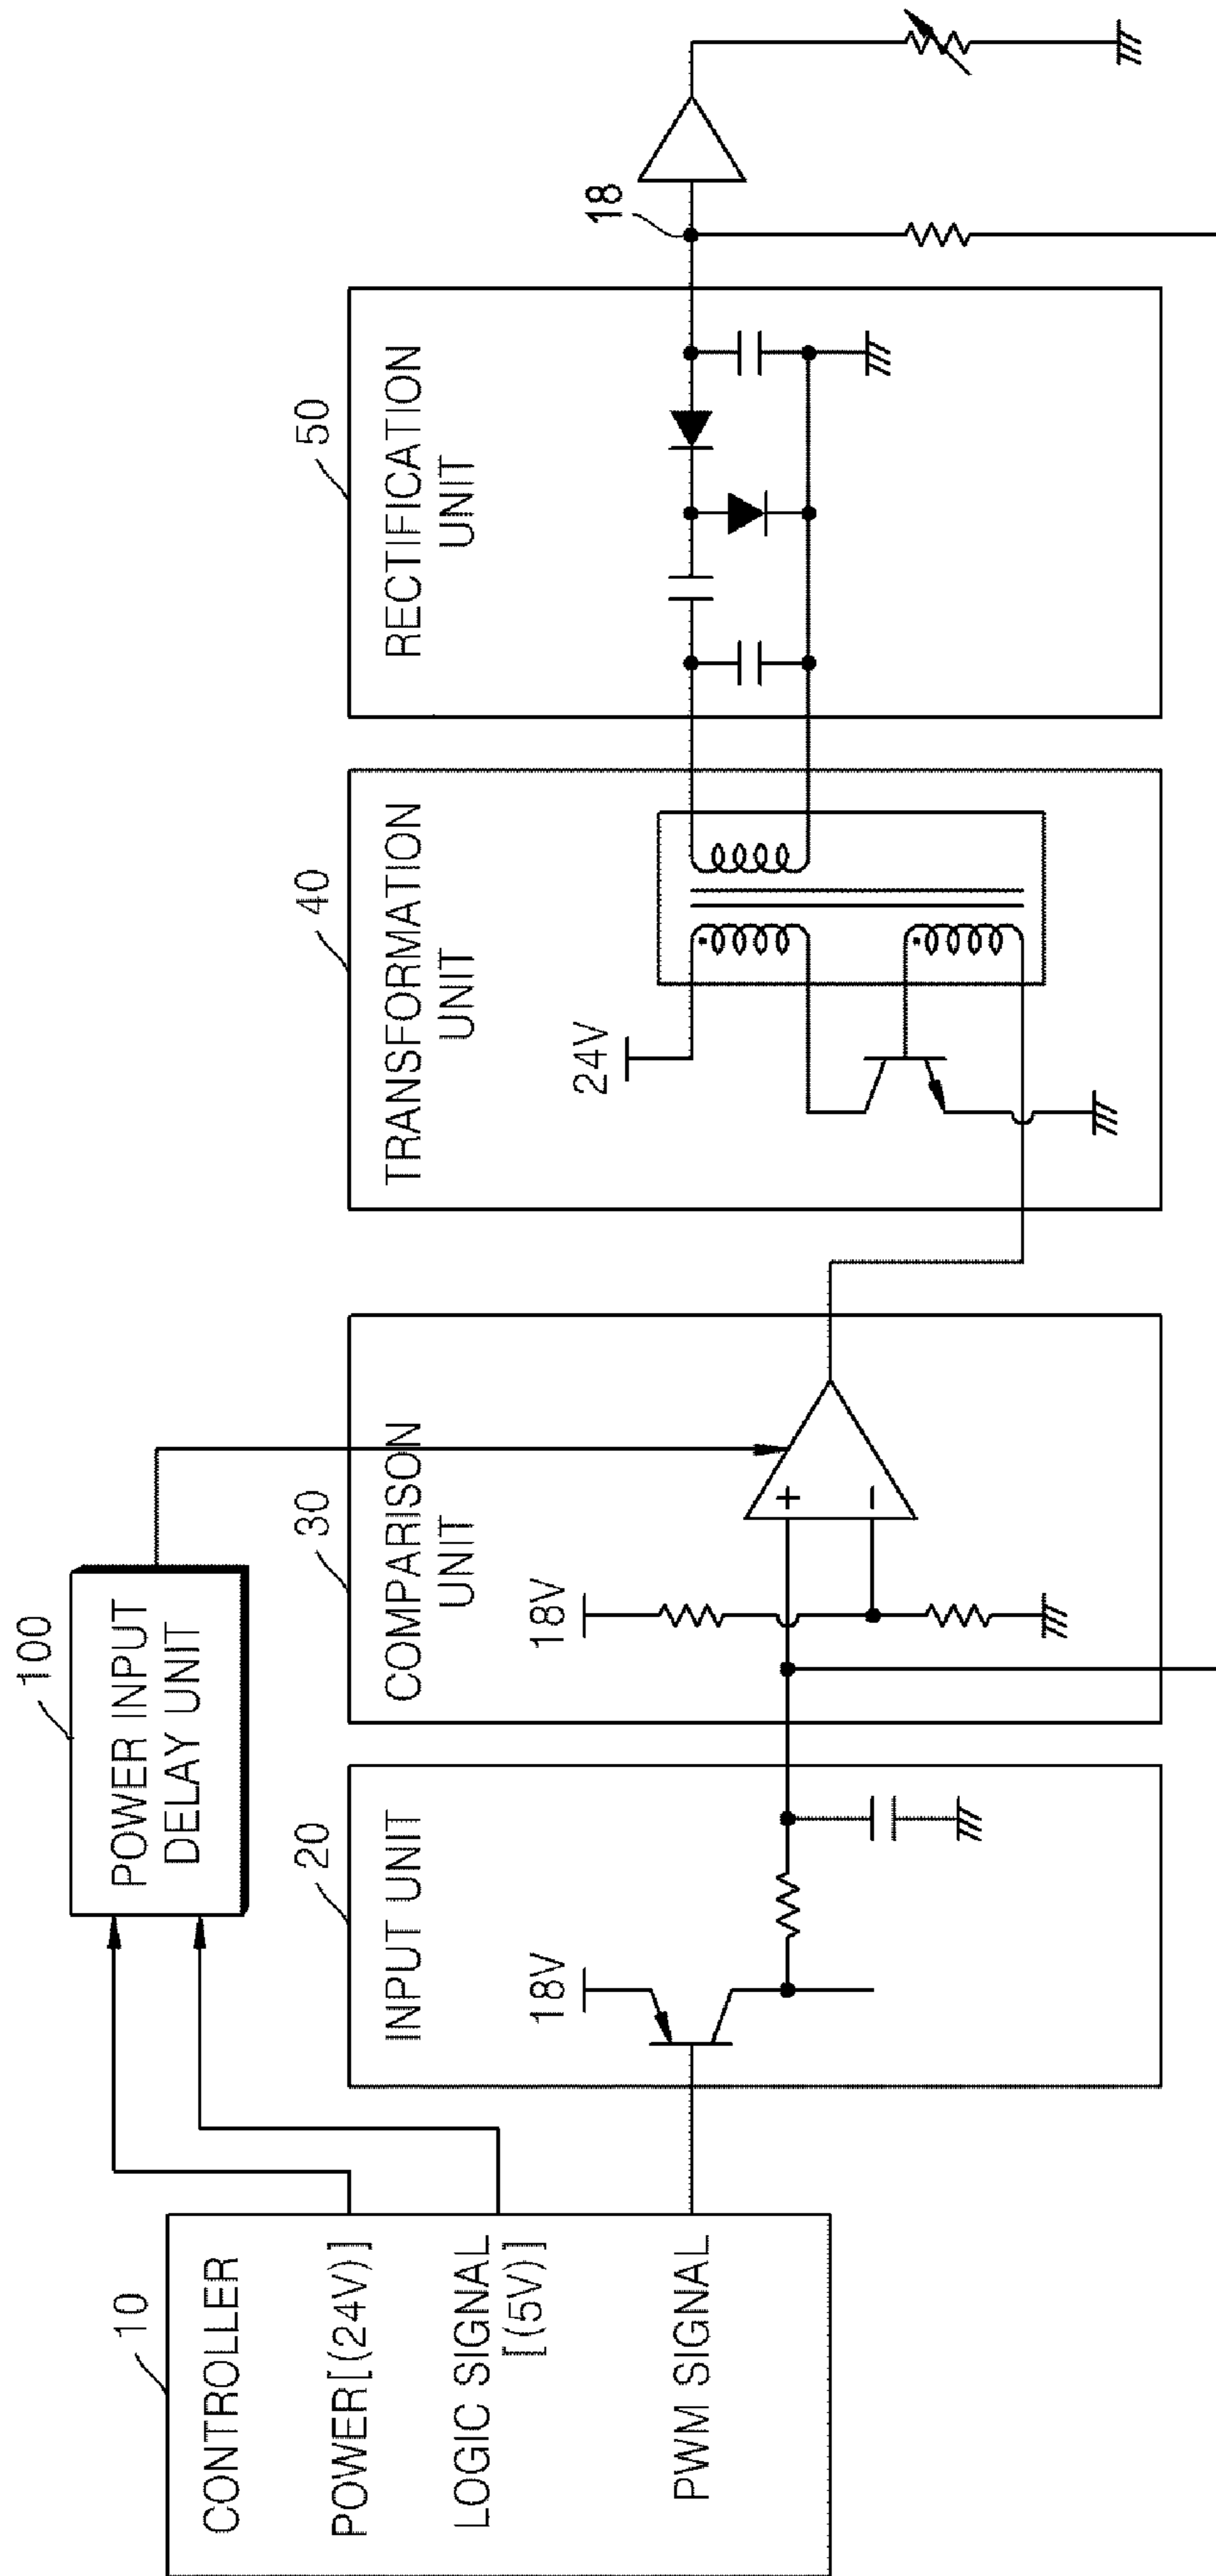 100
POWER INPUT
DELAY UNIT
10
CONTROLLER
POWER[(24V)]
LOGIC SIGNAL
[(5V)]
PWM SIGNAL
20
INPUT UNIT
18V
30
COMPARISON
UNIT
18V
+
−
40
TRANSFORMATION
UNIT
24V
50
RECTIFICATION
UNIT
18